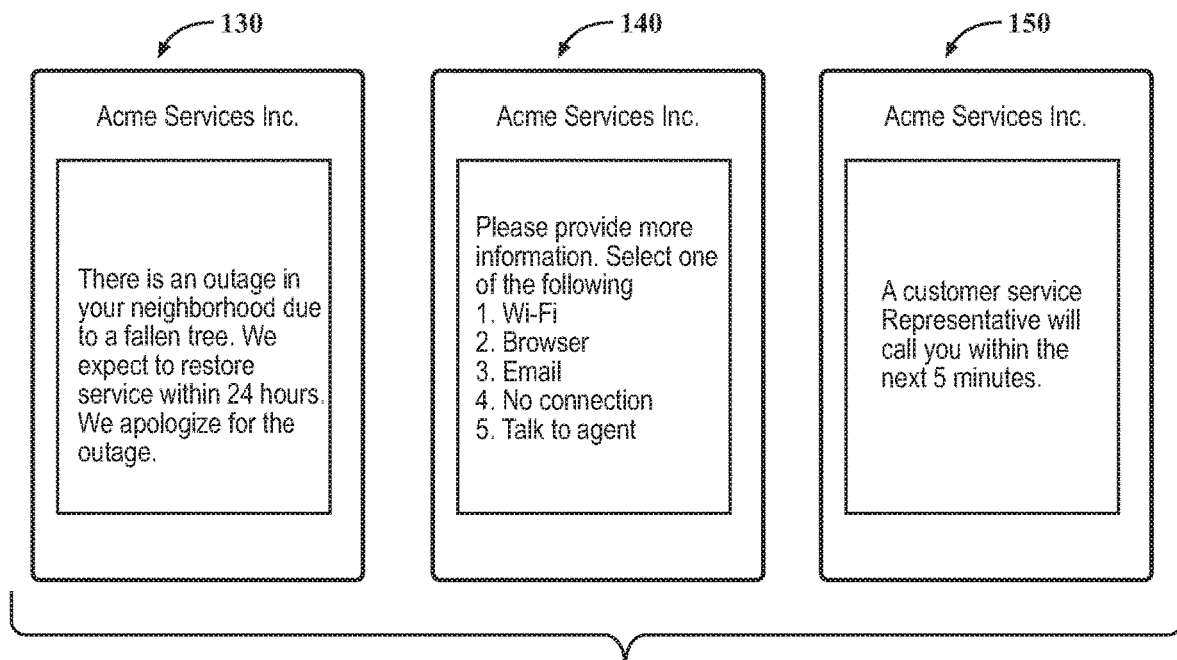 130
Acme Services Inc.
There is an outage in
your neighborhood due
to a fallen tree. We
expect to restore
service within 24 hours.
We apologize for the
outage.
140
Acme Services Inc.
Please provide more
information. Select one
of the following
1. Wi-Fi
2. Browser
3. Email
4. No connection
5. Talk to agent
150
Acme Services Inc.
A customer service
Representative will
call you within the
next 5 minutes.